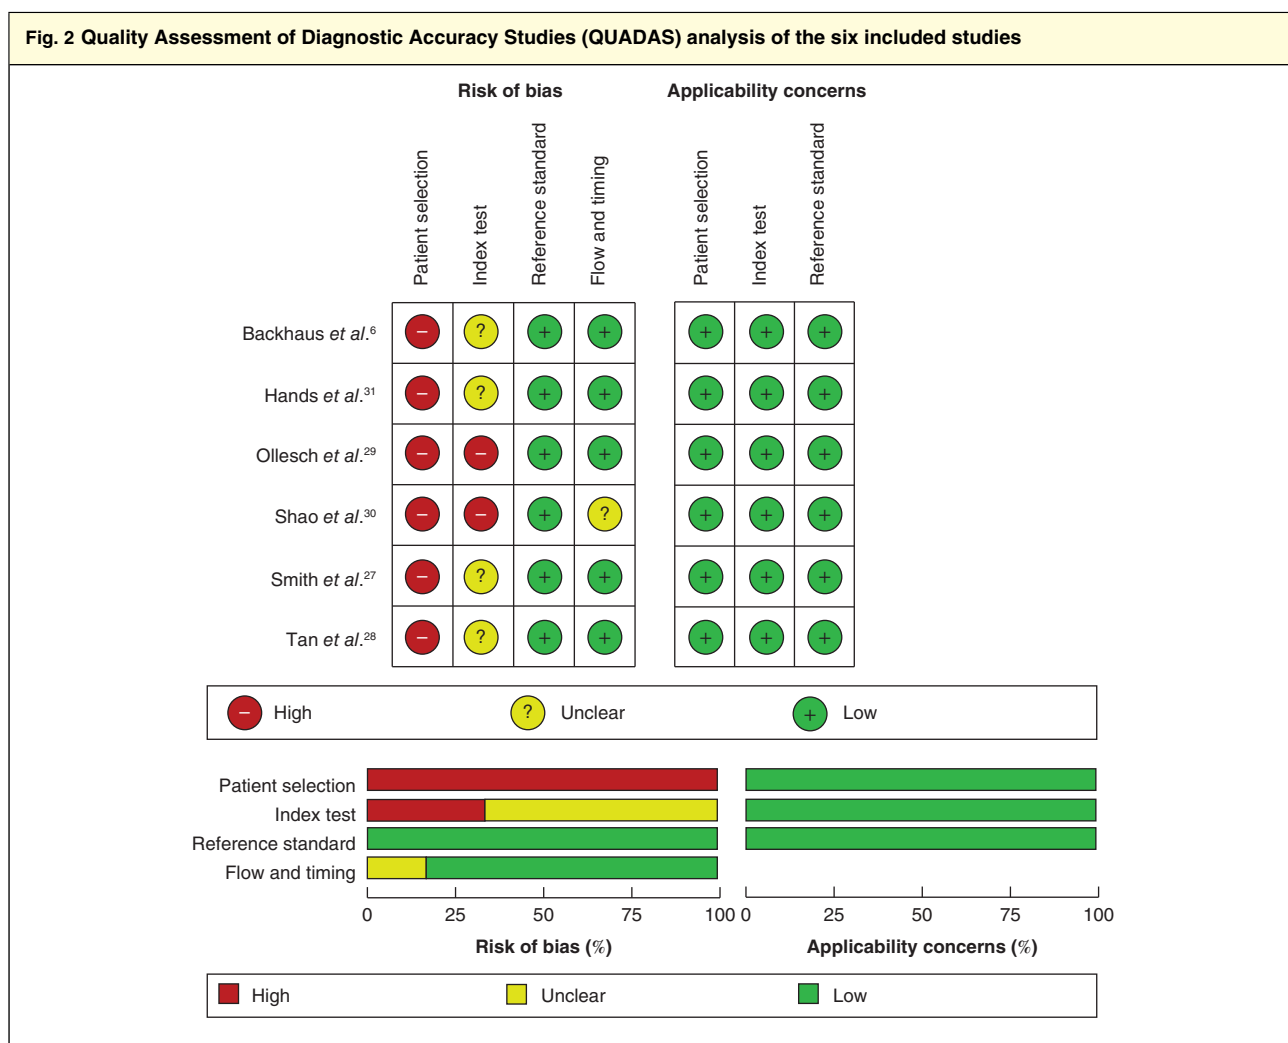 Fig. 2 Quality Assessment of Diagnostic Accuracy Studies (QUADAS) analysis of the six included studies
Risk of bias
Applicability concerns
Patient selection
Index test
Reference standard
Flow and timing
Patient selection
Index test
Reference standard
Backhaus et al.6 − ? + + + + +
Hands et al.31 − ? + + + + +
Ollesch et al.29 − − + + + + +
Shao et al.30 − − + ? + + +
Smith et al.27 − ? + + + + +
Tan et al.28 − ? + + + + +
− High ? Unclear + Low
Patient selection
Index test
Reference standard
Flow and timing
0 25 50 75 100 0 25 50 75 100
Risk of bias (%) Applicability concerns (%)
High Unclear Low